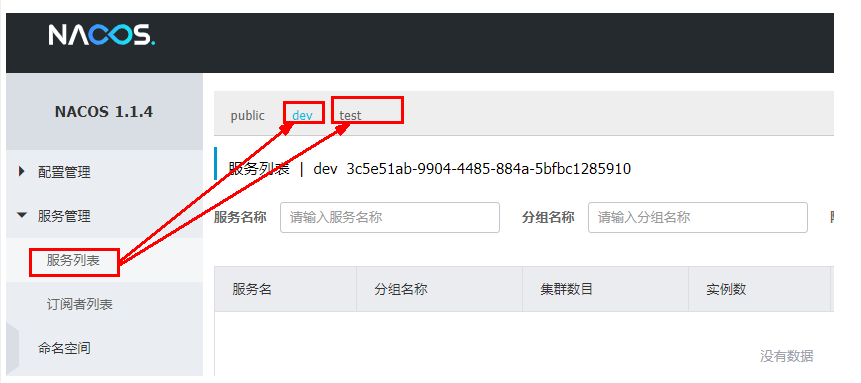 NACOS.
NACOS 1.1.4
public dev test
配置管理
服务列表 | dev 3c5e51ab-9904-4485-884a-5bfbc1285910
服务管理
服务名称 请输入服务名称 分组名称 请输入分组名称
服务列表
服务名 分组名称 集群数目 实例数
订阅者列表
命名空间
没有数据